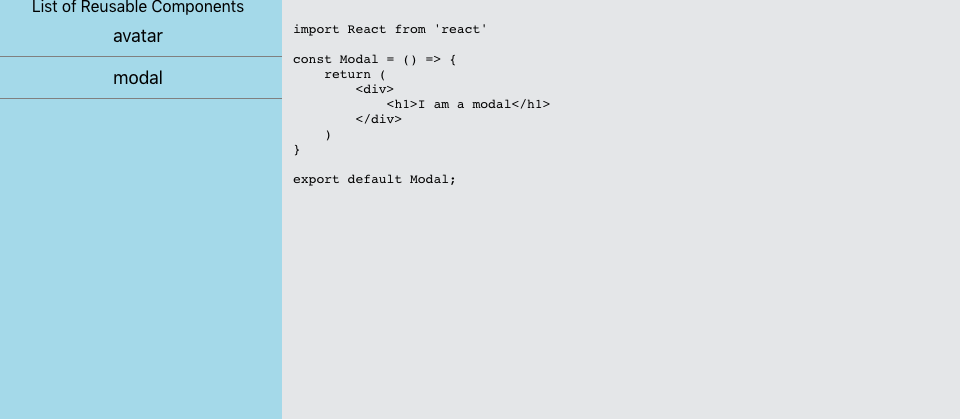 List of Reusable Components
avatar
modal
import React from 'react'
const Modal = () => {
    return (
        <div>
            <h1>I am a modal</h1>
        </div>
    )
}
export default Modal;